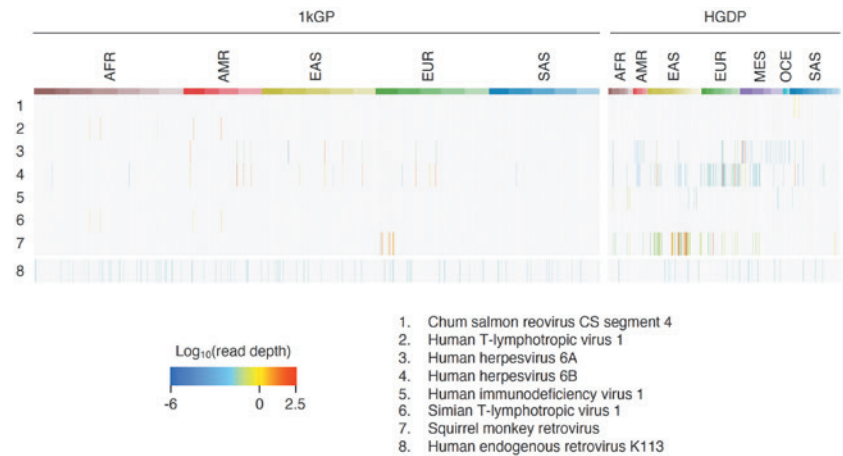 1kGP
HGDP
AFR
AMR
EAS
EUR
SAS
AFR
AMR
EAS
EUR
MES
OCE
SAS
1
2
3
4
5
6
7
8
Log10(read depth)
-6
0
2.5
1. Chum salmon reovirus CS segment 4
2. Human T-lymphotropic virus 1
3. Human herpesvirus 6A
4. Human herpesvirus 6B
5. Human immunodeficiency virus 1
6. Simian T-lymphotropic virus 1
7. Squirrel monkey retrovirus
8. Human endogenous retrovirus K113